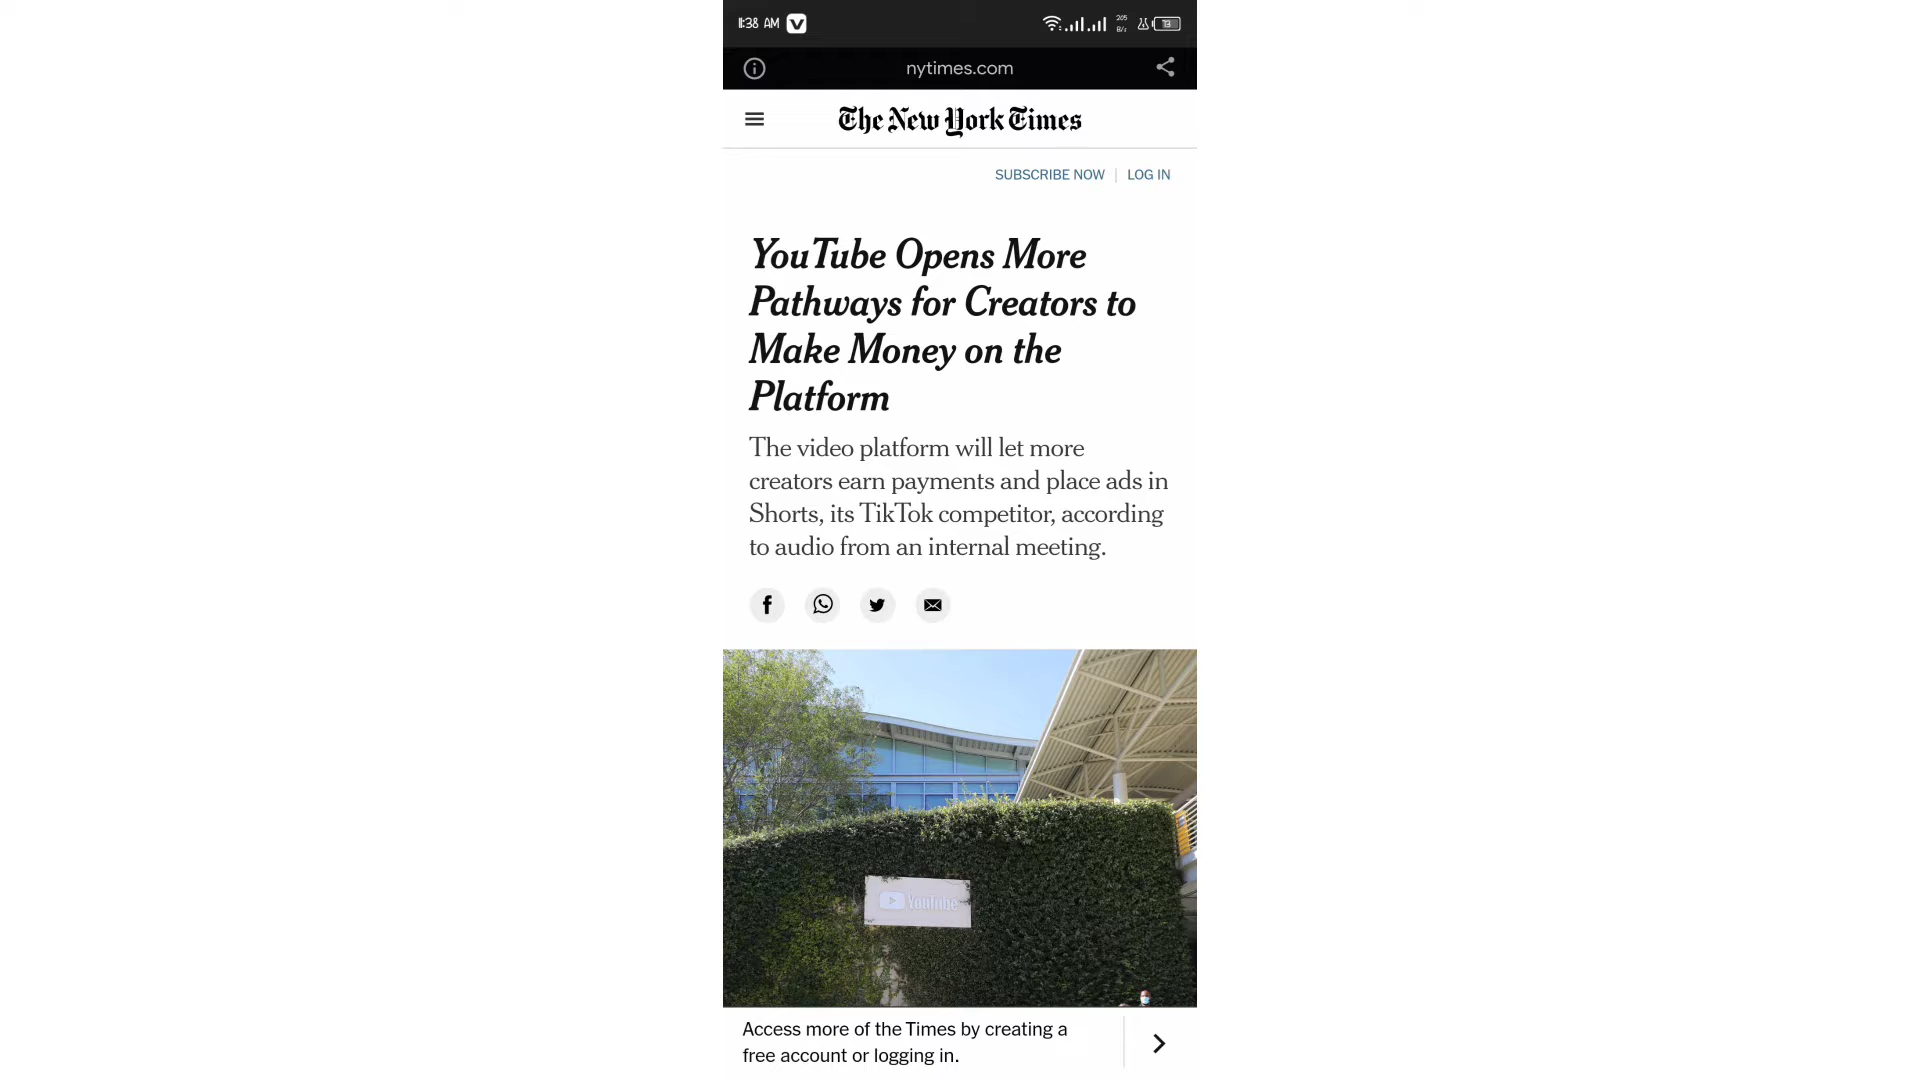 11:38 AM
nytimes.com
The New York Times
SUBSCRIBE NOW
LOG IN
YouTube Opens More
Pathways for Creators to
Make Money on the
Platform
The video platform will let more
creators earn payments and place ads in
Shorts, its TikTok competitor, according
to audio from an internal meeting.
YouTube
Access more of the Times by creating a
free account or logging in.